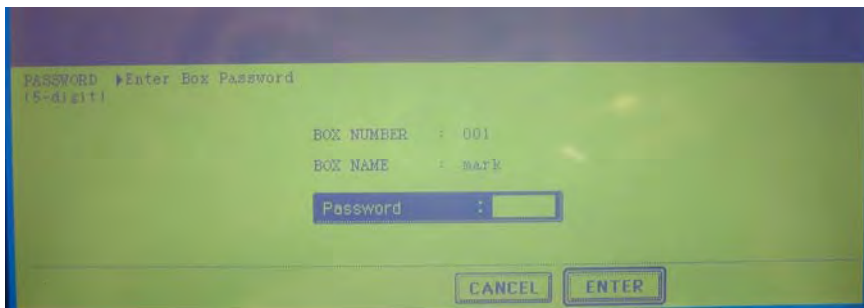 PASSWORD ▶Enter Box Password
(5-digit)
BOX NUMBER : 001
BOX NAME : mark
Password :
CANCEL ENTER